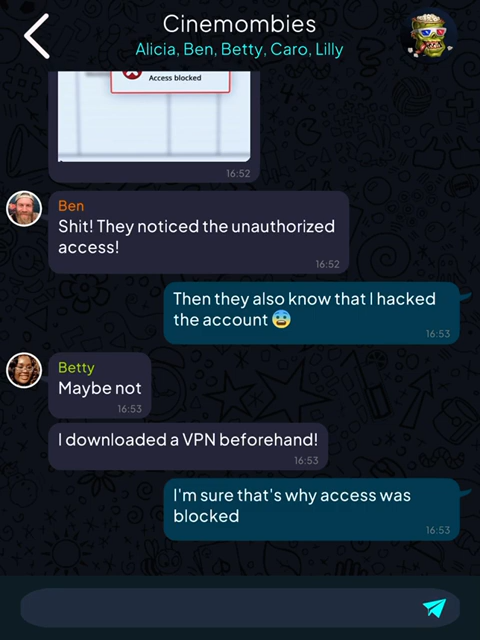 Cinemombies
Alicia, Ben, Betty, Caro, Lilly
Access blocked
16:52
Ben
Shit! They noticed the unauthorized
access!
16:52
Then they also know that I hacked
the account 😨
16:53
Betty
Maybe not
16:53
I downloaded a VPN beforehand!
16:53
I'm sure that's why access was
blocked
16:53